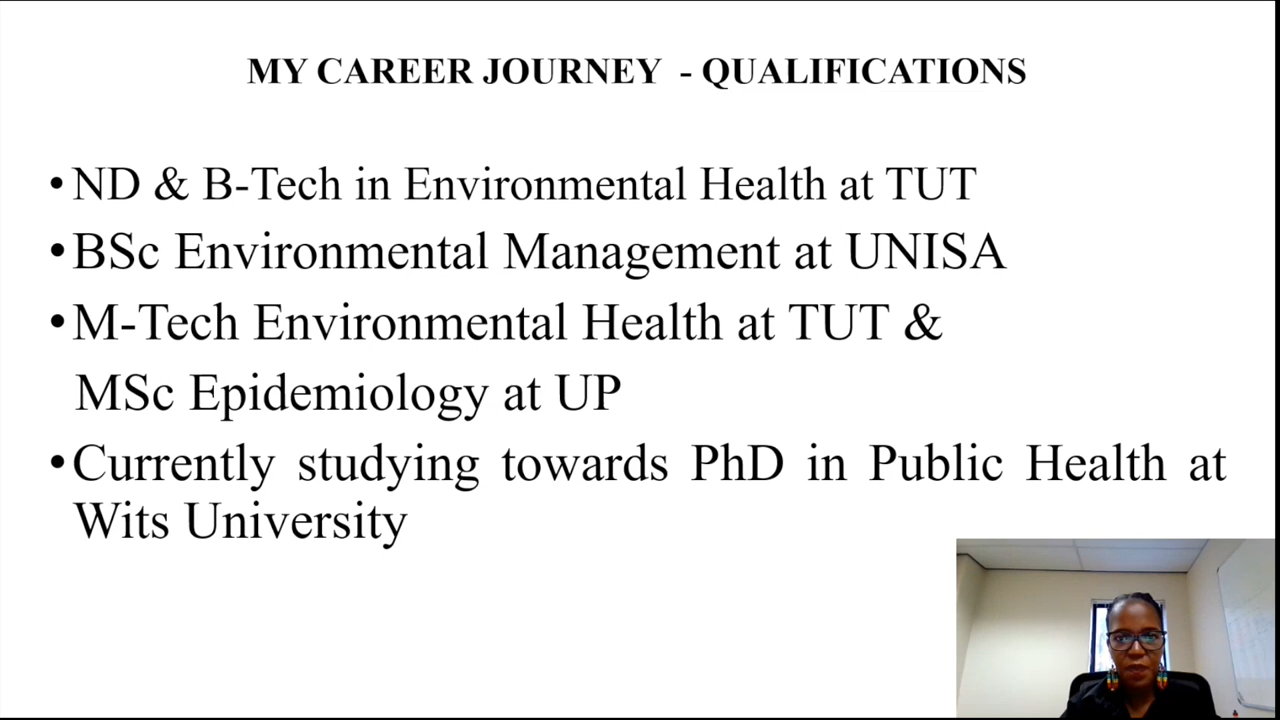 MY CAREER JOURNEY - QUALIFICATIONS
•ND & B-Tech in Environmental Health at TUT
•BSc Environmental Management at UNISA
•M-Tech Environmental Health at TUT &
MSc Epidemiology at UP
•Currently studying towards PhD in Public Health at
Wits University